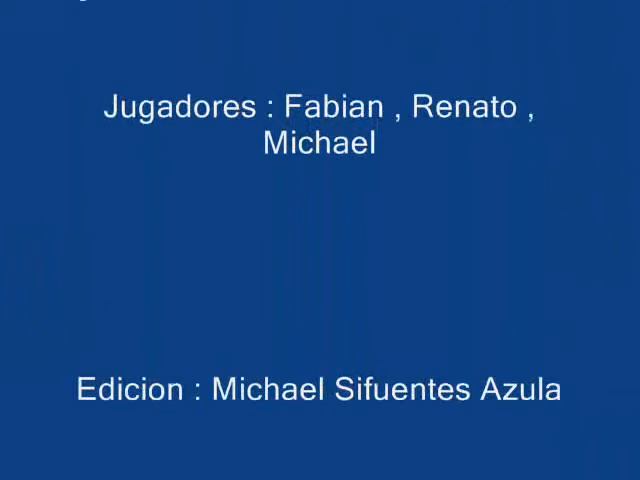 Jugadores : Fabian , Renato ,
Michael
Edicion : Michael Sifuentes Azula